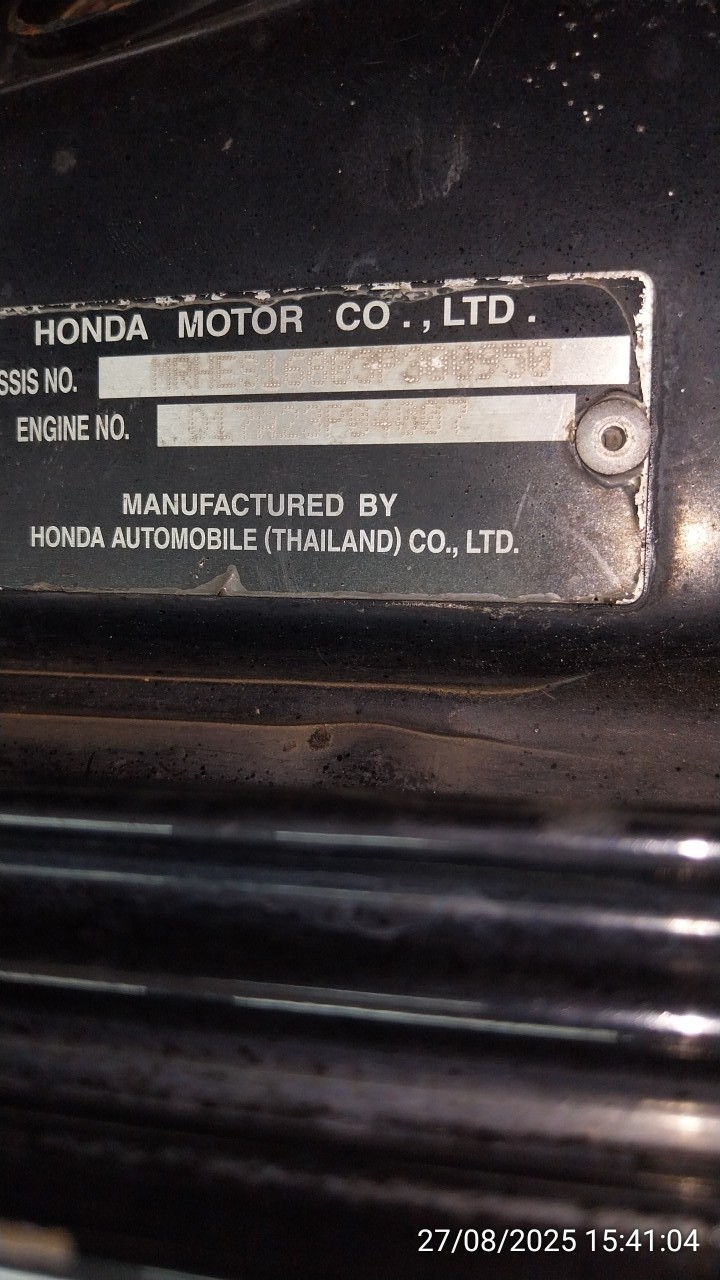 HONDA MOTOR CO., LTD.
SSIS NO.
ENGINE NO.
MANUFACTURED BY
HONDA AUTOMOBILE (THAILAND) CO., LTD.
27/08/2025 15:41:04